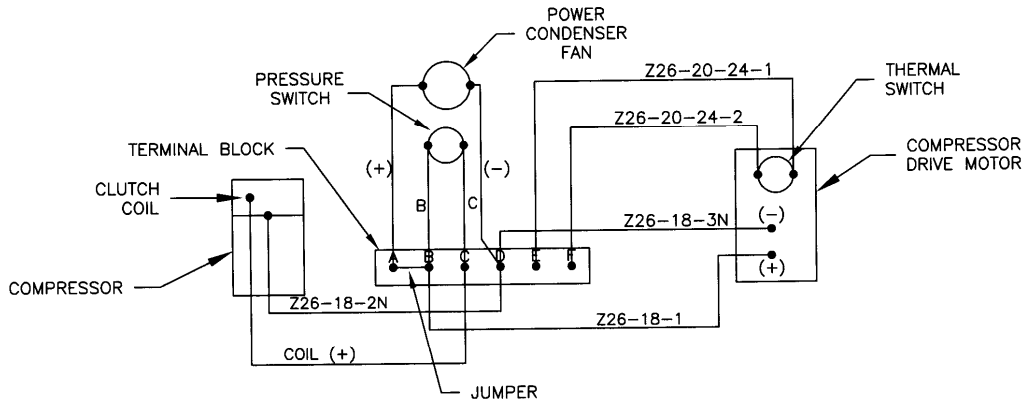 POWER
CONDENSER
FAN
Z26-20-24-1
THERMAL
SWITCH
PRESSURE
SWITCH
Z26-20-24-2
TERMINAL BLOCK
COMPRESSOR
DRIVE MOTOR
(+)
(-)
CLUTCH
COIL
B
C
Z26-18-3N
(-)
A
B
C
D
E
F
(+)
COMPRESSOR
Z26-18-2N
Z26-18-1
COIL (+)
JUMPER